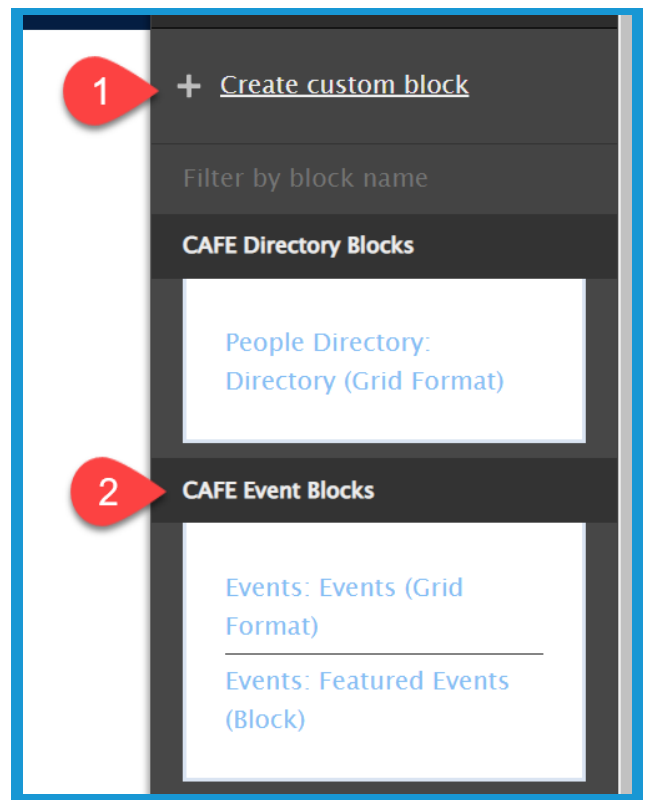 1
+ Create custom block
Filter by block name
CAFE Directory Blocks
People Directory:
Directory (Grid Format)
2
CAFE Event Blocks
Events: Events (Grid
Format)
Events: Featured Events
(Block)